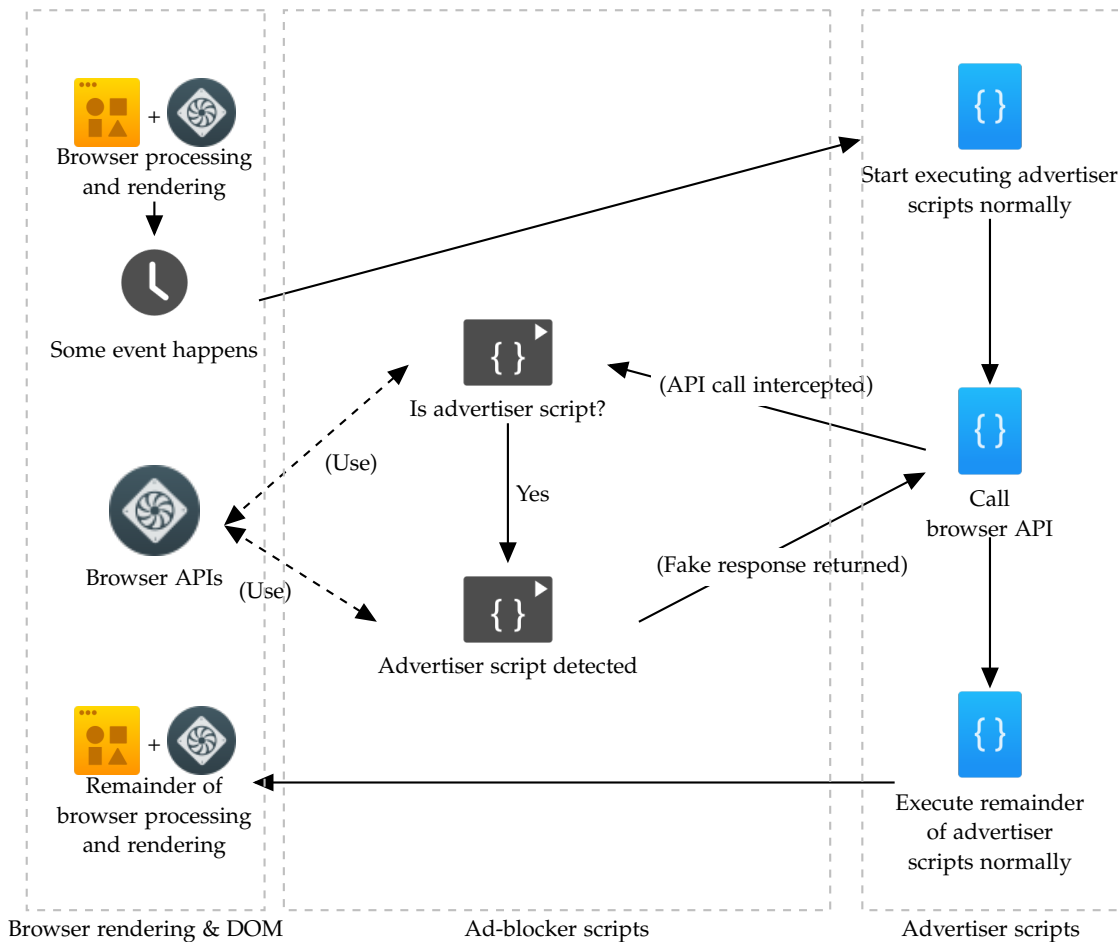 +
Browser processing
and rendering
Some event happens
Browser APIs
+
Remainder of
browser processing
and rendering
Browser rendering & DOM
{ }
Is advertiser script?
(Use)
Yes
(Use)
{ }
Advertiser script detected
(API call intercepted)
(Fake response returned)
Ad-blocker scripts
{ }
Start executing advertiser
scripts normally
{ }
Call
browser API
{ }
Execute remainder
of advertiser
scripts normally
Advertiser scripts